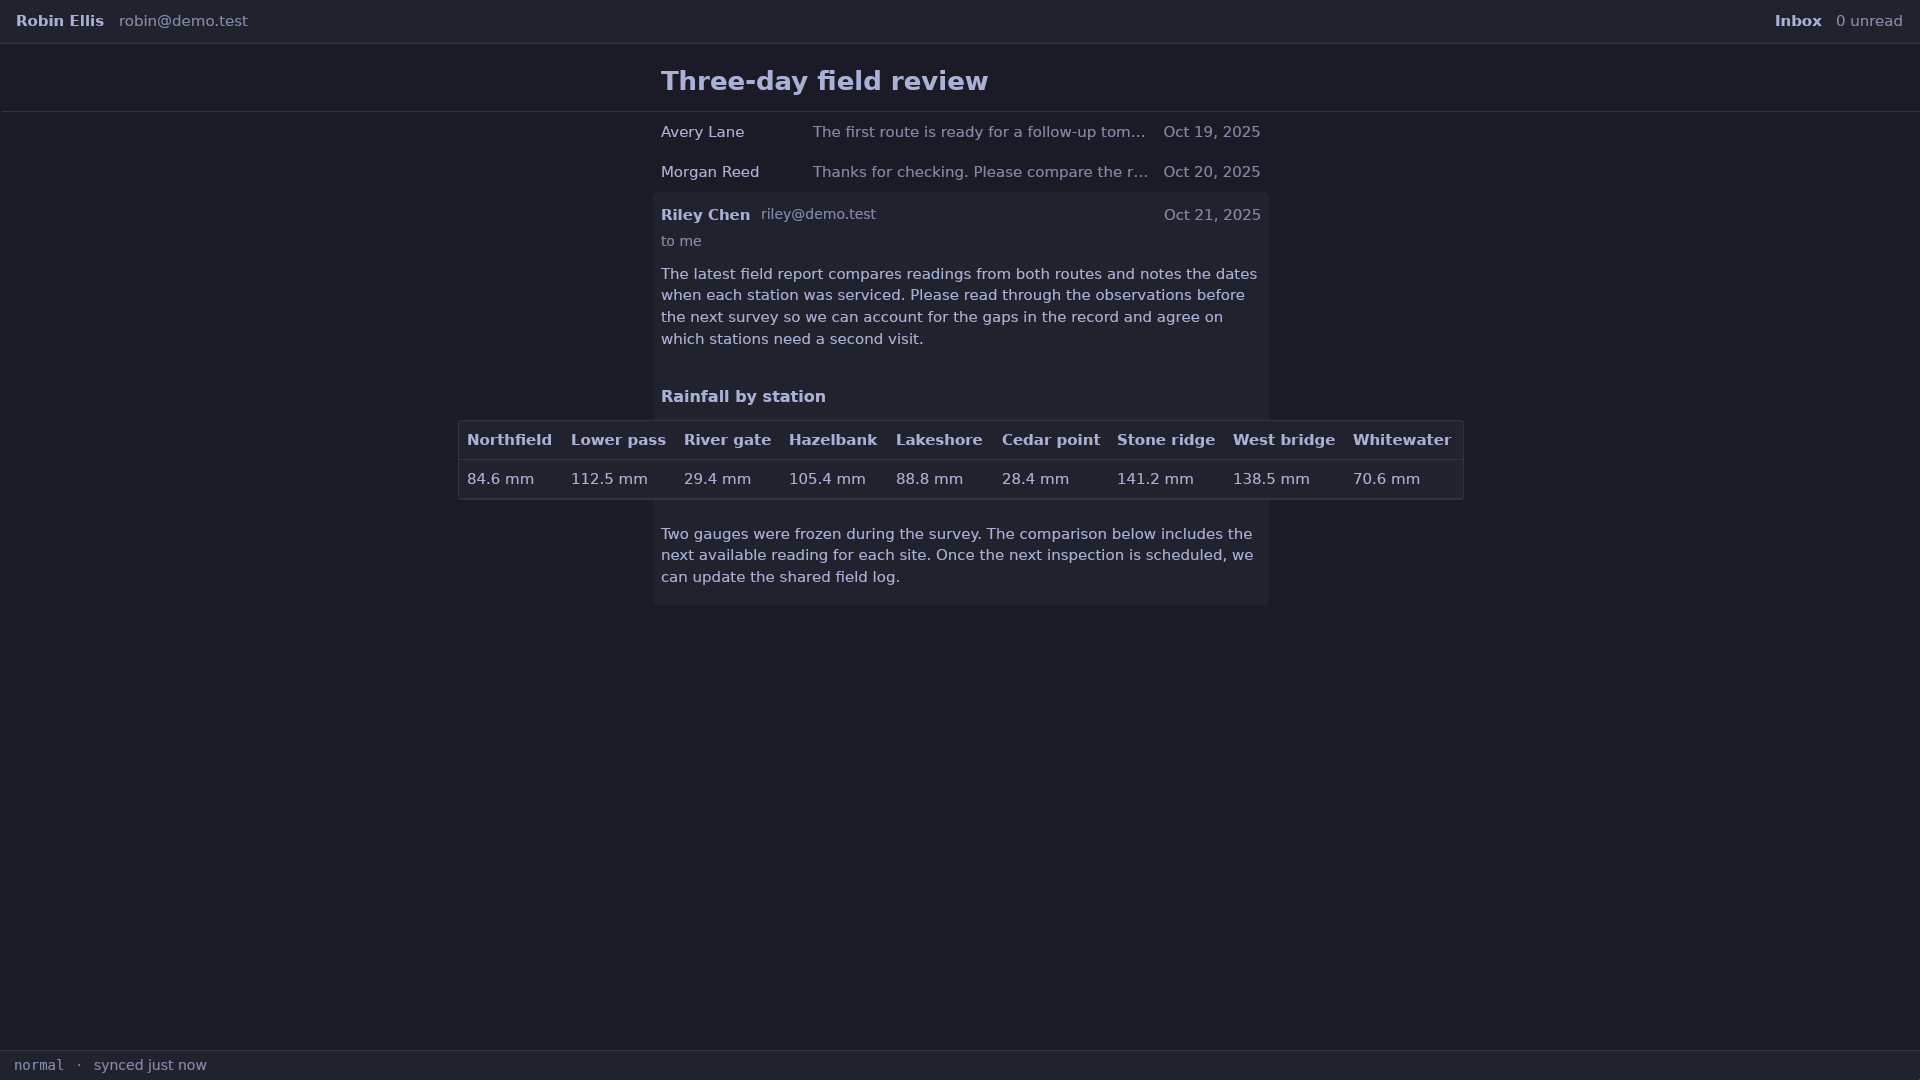 Robin Ellis robin@demo.test Inbox 0 unread
Three-day field review
Avery Lane The first route is ready for a follow-up tom… Oct 19, 2025
Morgan Reed Thanks for checking. Please compare the r… Oct 20, 2025
Riley Chen riley@demo.test Oct 21, 2025
to me
The latest field report compares readings from both routes and notes the dates
when each station was serviced. Please read through the observations before
the next survey so we can account for the gaps in the record and agree on
which stations need a second visit.
Rainfall by station
Northfield Lower pass River gate Hazelbank Lakeshore Cedar point Stone ridge West bridge Whitewater
84.6 mm 112.5 mm 29.4 mm 105.4 mm 88.8 mm 28.4 mm 141.2 mm 138.5 mm 70.6 mm
Two gauges were frozen during the survey. The comparison below includes the
next available reading for each site. Once the next inspection is scheduled, we
can update the shared field log.
normal · synced just now